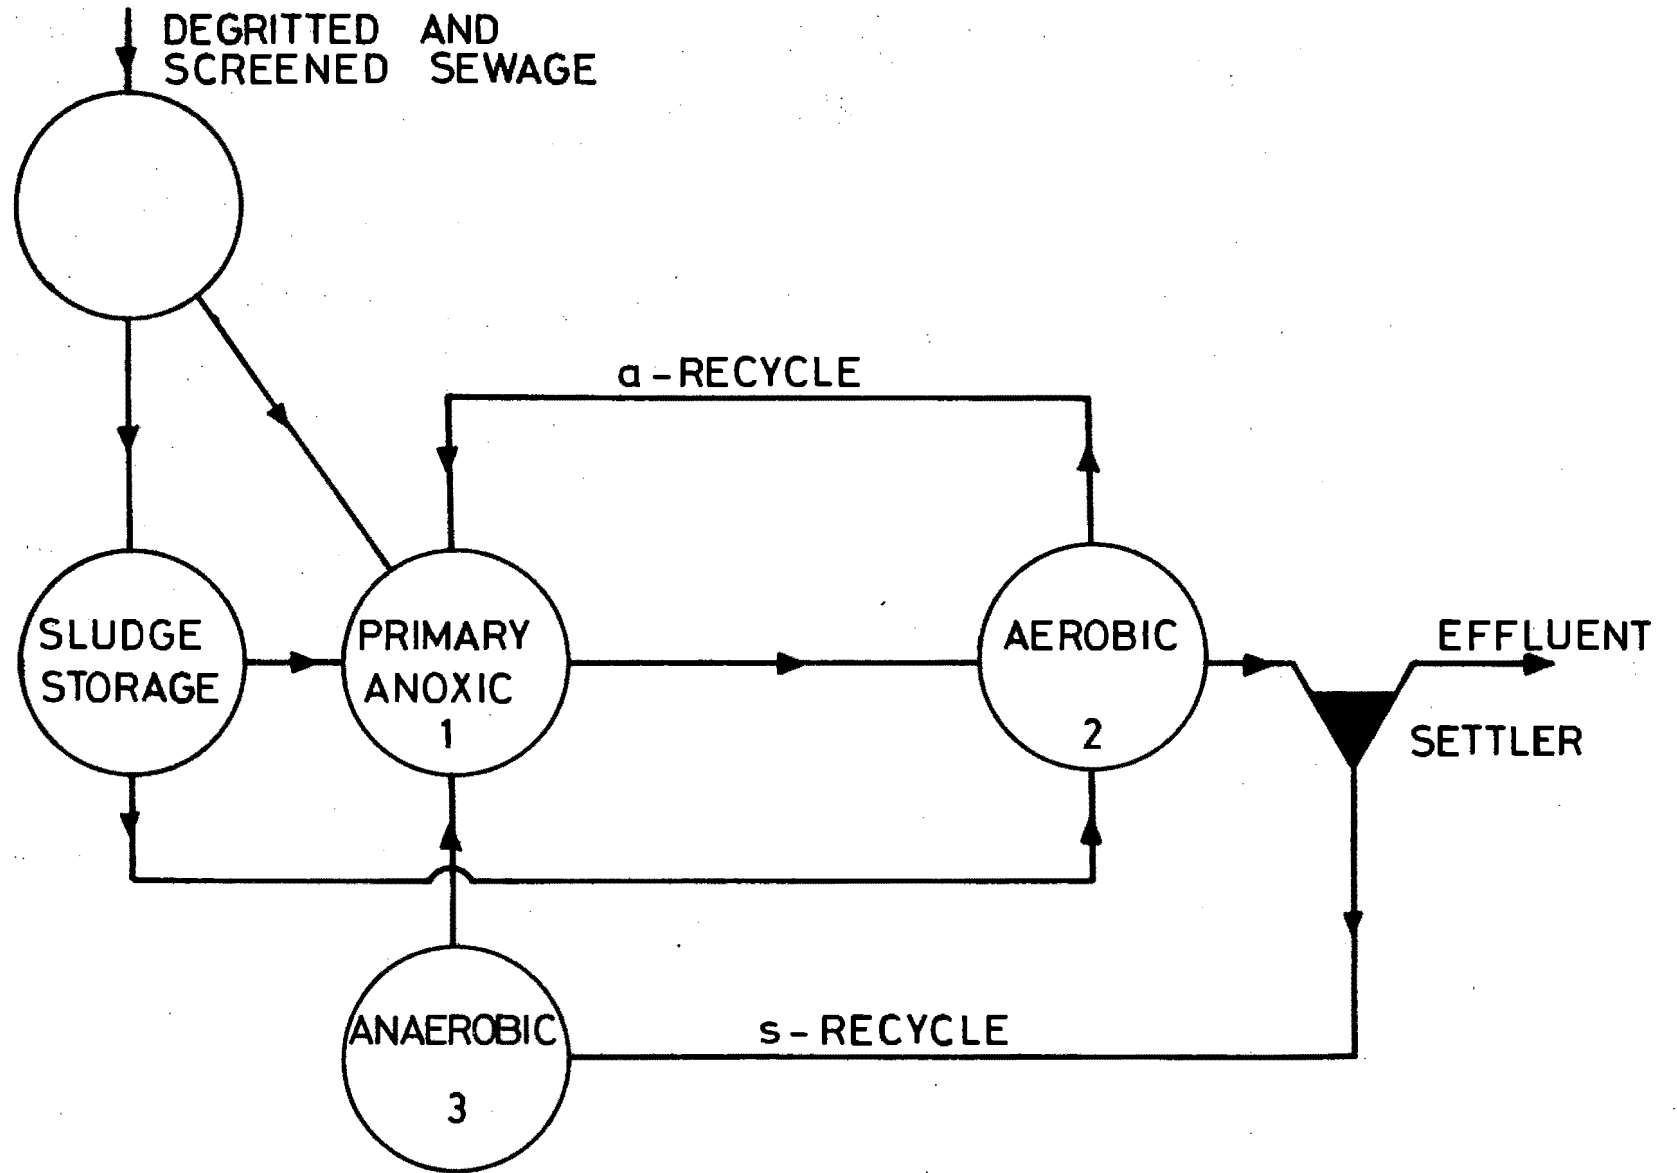 DEGRITTED AND
SCREENED SEWAGE
a-RECYCLE
SLUDGE
STORAGE
PRIMARY
ANOXIC
1
AEROBIC
2
EFFLUENT
SETTLER
ANAEROBIC
3
s-RECYCLE